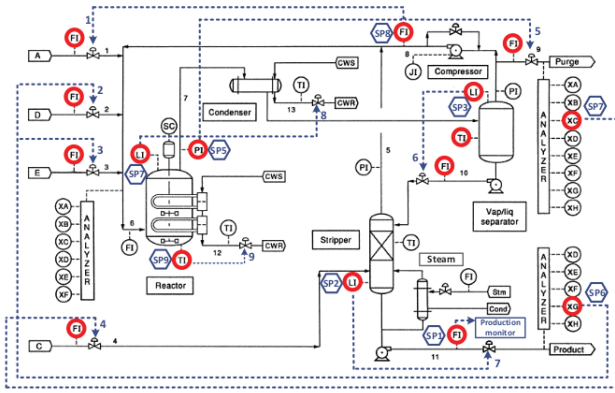 1
FI
SP8
FI
5
FI
A
1
8
9
Purge
JI
Compressor
CWS
TI
LI
PI
XA
2
FI
7
Condenser
13
CWR
SP3
XB
D
2
8
XC
SP7
SC
6
TI
XD
3
FI
LI
PI
SP5
5
ANALYZER
XE
E
3
SP7
FI
XF
PI
10
XG
CWS
XH
XA
Vap/liq
separator
XB
6
TI
Stripper
TI
XC
FI
12
CWR
XD
XD
SP9
TI
9
Steam
XE
XE
ANALYZER
Reactor
SP2
LI
FI
ANALYZER
XF
SP6
XF
Stm
XG
4
FI
Cond
XH
C
4
SP1
FI
Production
monitor
11
7
Product